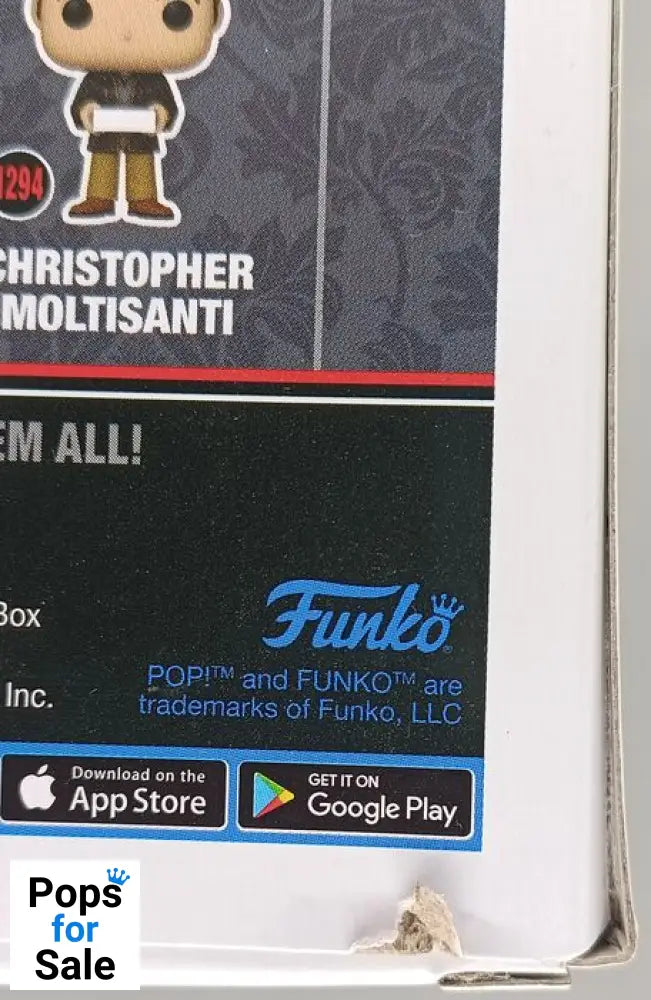 1294
CHRISTOPHER
MOLTISANTI
EM ALL!
Box
Funko
Inc.
POP!™ and FUNKO™ are
trademarks of Funko, LLC
Download on the
App Store
GET IT ON
Google Play
Pops
for
Sale